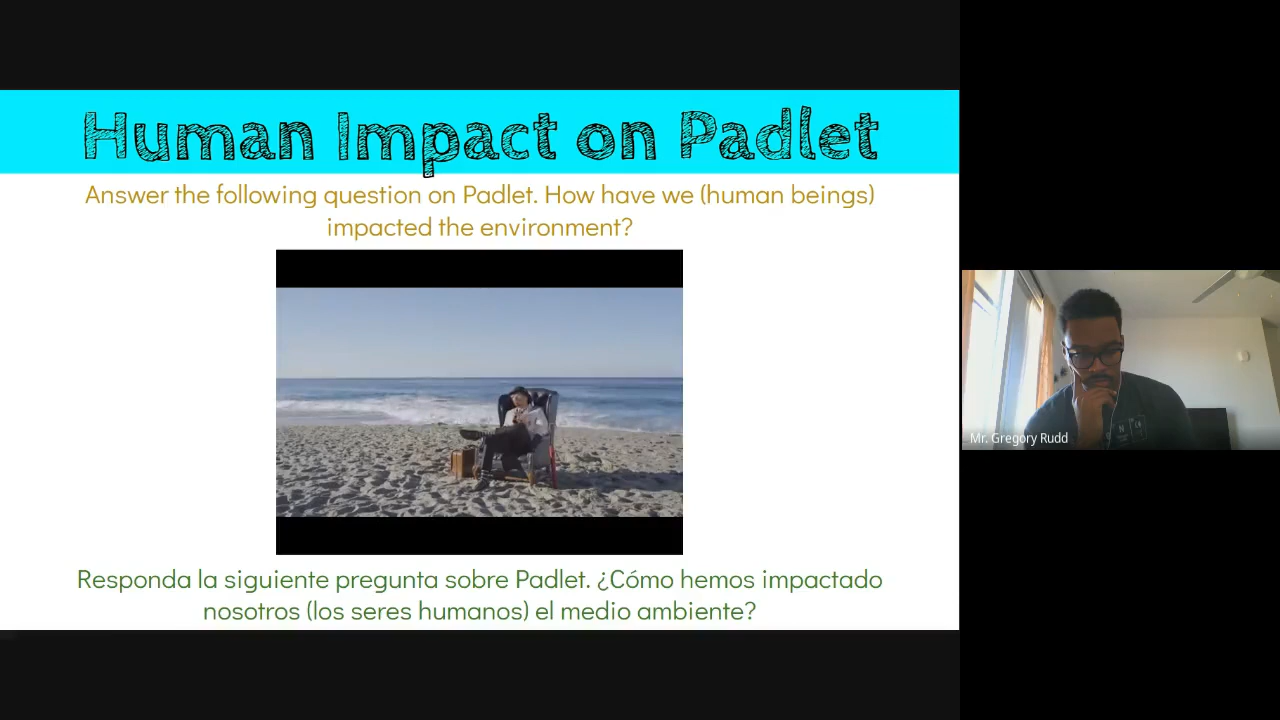 Human Impact on Padlet
Answer the following question on Padlet. How have we (human beings)
impacted the environment?
Responda la siguiente pregunta sobre Padlet. ¿Cómo hemos impactado
nosotros (los seres humanos) el medio ambiente?
Mr. Gregory Rudd